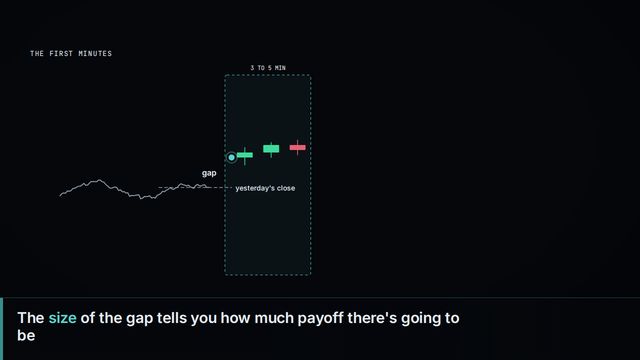 THE FIRST MINUTES
3 TO 5 MIN
gap
yesterday's close
The size of the gap tells you how much payoff there's going to
be